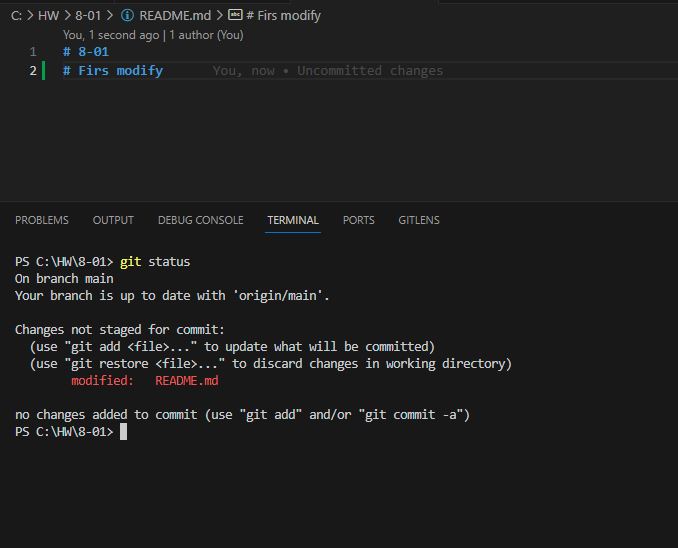 C: > HW > 8-01 > README.md > # Firs modify
You, 1 second ago | 1 author (You)
1 # 8-01
2 # Firs modify You, now • Uncommitted changes
PROBLEMS OUTPUT DEBUG CONSOLE TERMINAL PORTS GITLENS
PS C:\HW\8-01> git status
On branch main
Your branch is up to date with 'origin/main'.
Changes not staged for commit:
(use "git add <file>..." to update what will be committed)
(use "git restore <file>..." to discard changes in working directory)
modified: README.md
no changes added to commit (use "git add" and/or "git commit -a")
PS C:\HW\8-01>